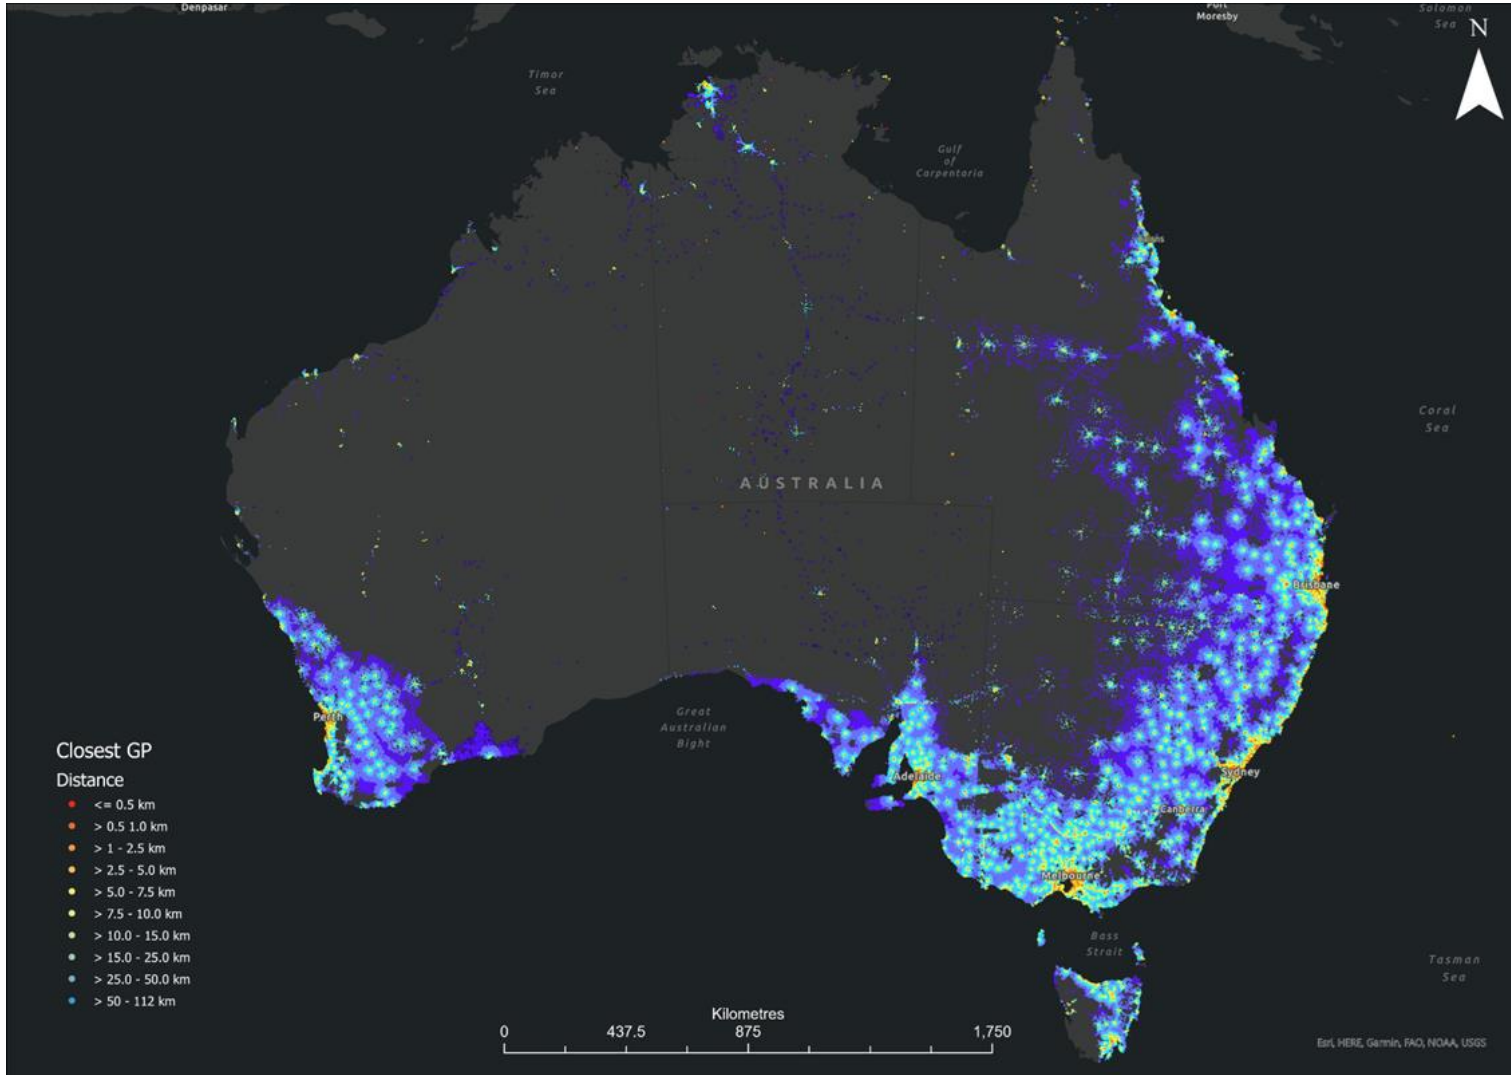 Denpasar
Port
Moresby
Solomon
Sea
N
Timor
Sea
Gulf
of
Carpentaria
Coral
Sea
AUSTRALIA
Brisbane
Perth
Great
Australian
Bight
Adelaide
Sydney
Canberra
Melbourne
Bass
Strait
Tasman
Sea
Closest GP
Distance
<= 0.5 km
> 0.5 1.0 km
> 1 - 2.5 km
> 2.5 - 5.0 km
> 5.0 - 7.5 km
> 7.5 - 10.0 km
> 10.0 - 15.0 km
> 15.0 - 25.0 km
> 25.0 - 50.0 km
> 50 - 112 km
Kilometres
0 437.5 875 1,750
Esri, HERE, Garmin, FAO, NOAA, USGS